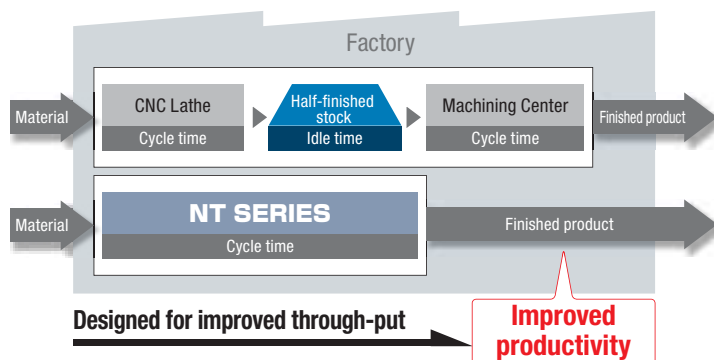 Factory
Material
CNC Lathe
Cycle time
Half-finished
stock
Idle time
Machining Center
Cycle time
Finished product
Material
NT SERIES
Cycle time
Finished product
Designed for improved through-put
Improved
productivity